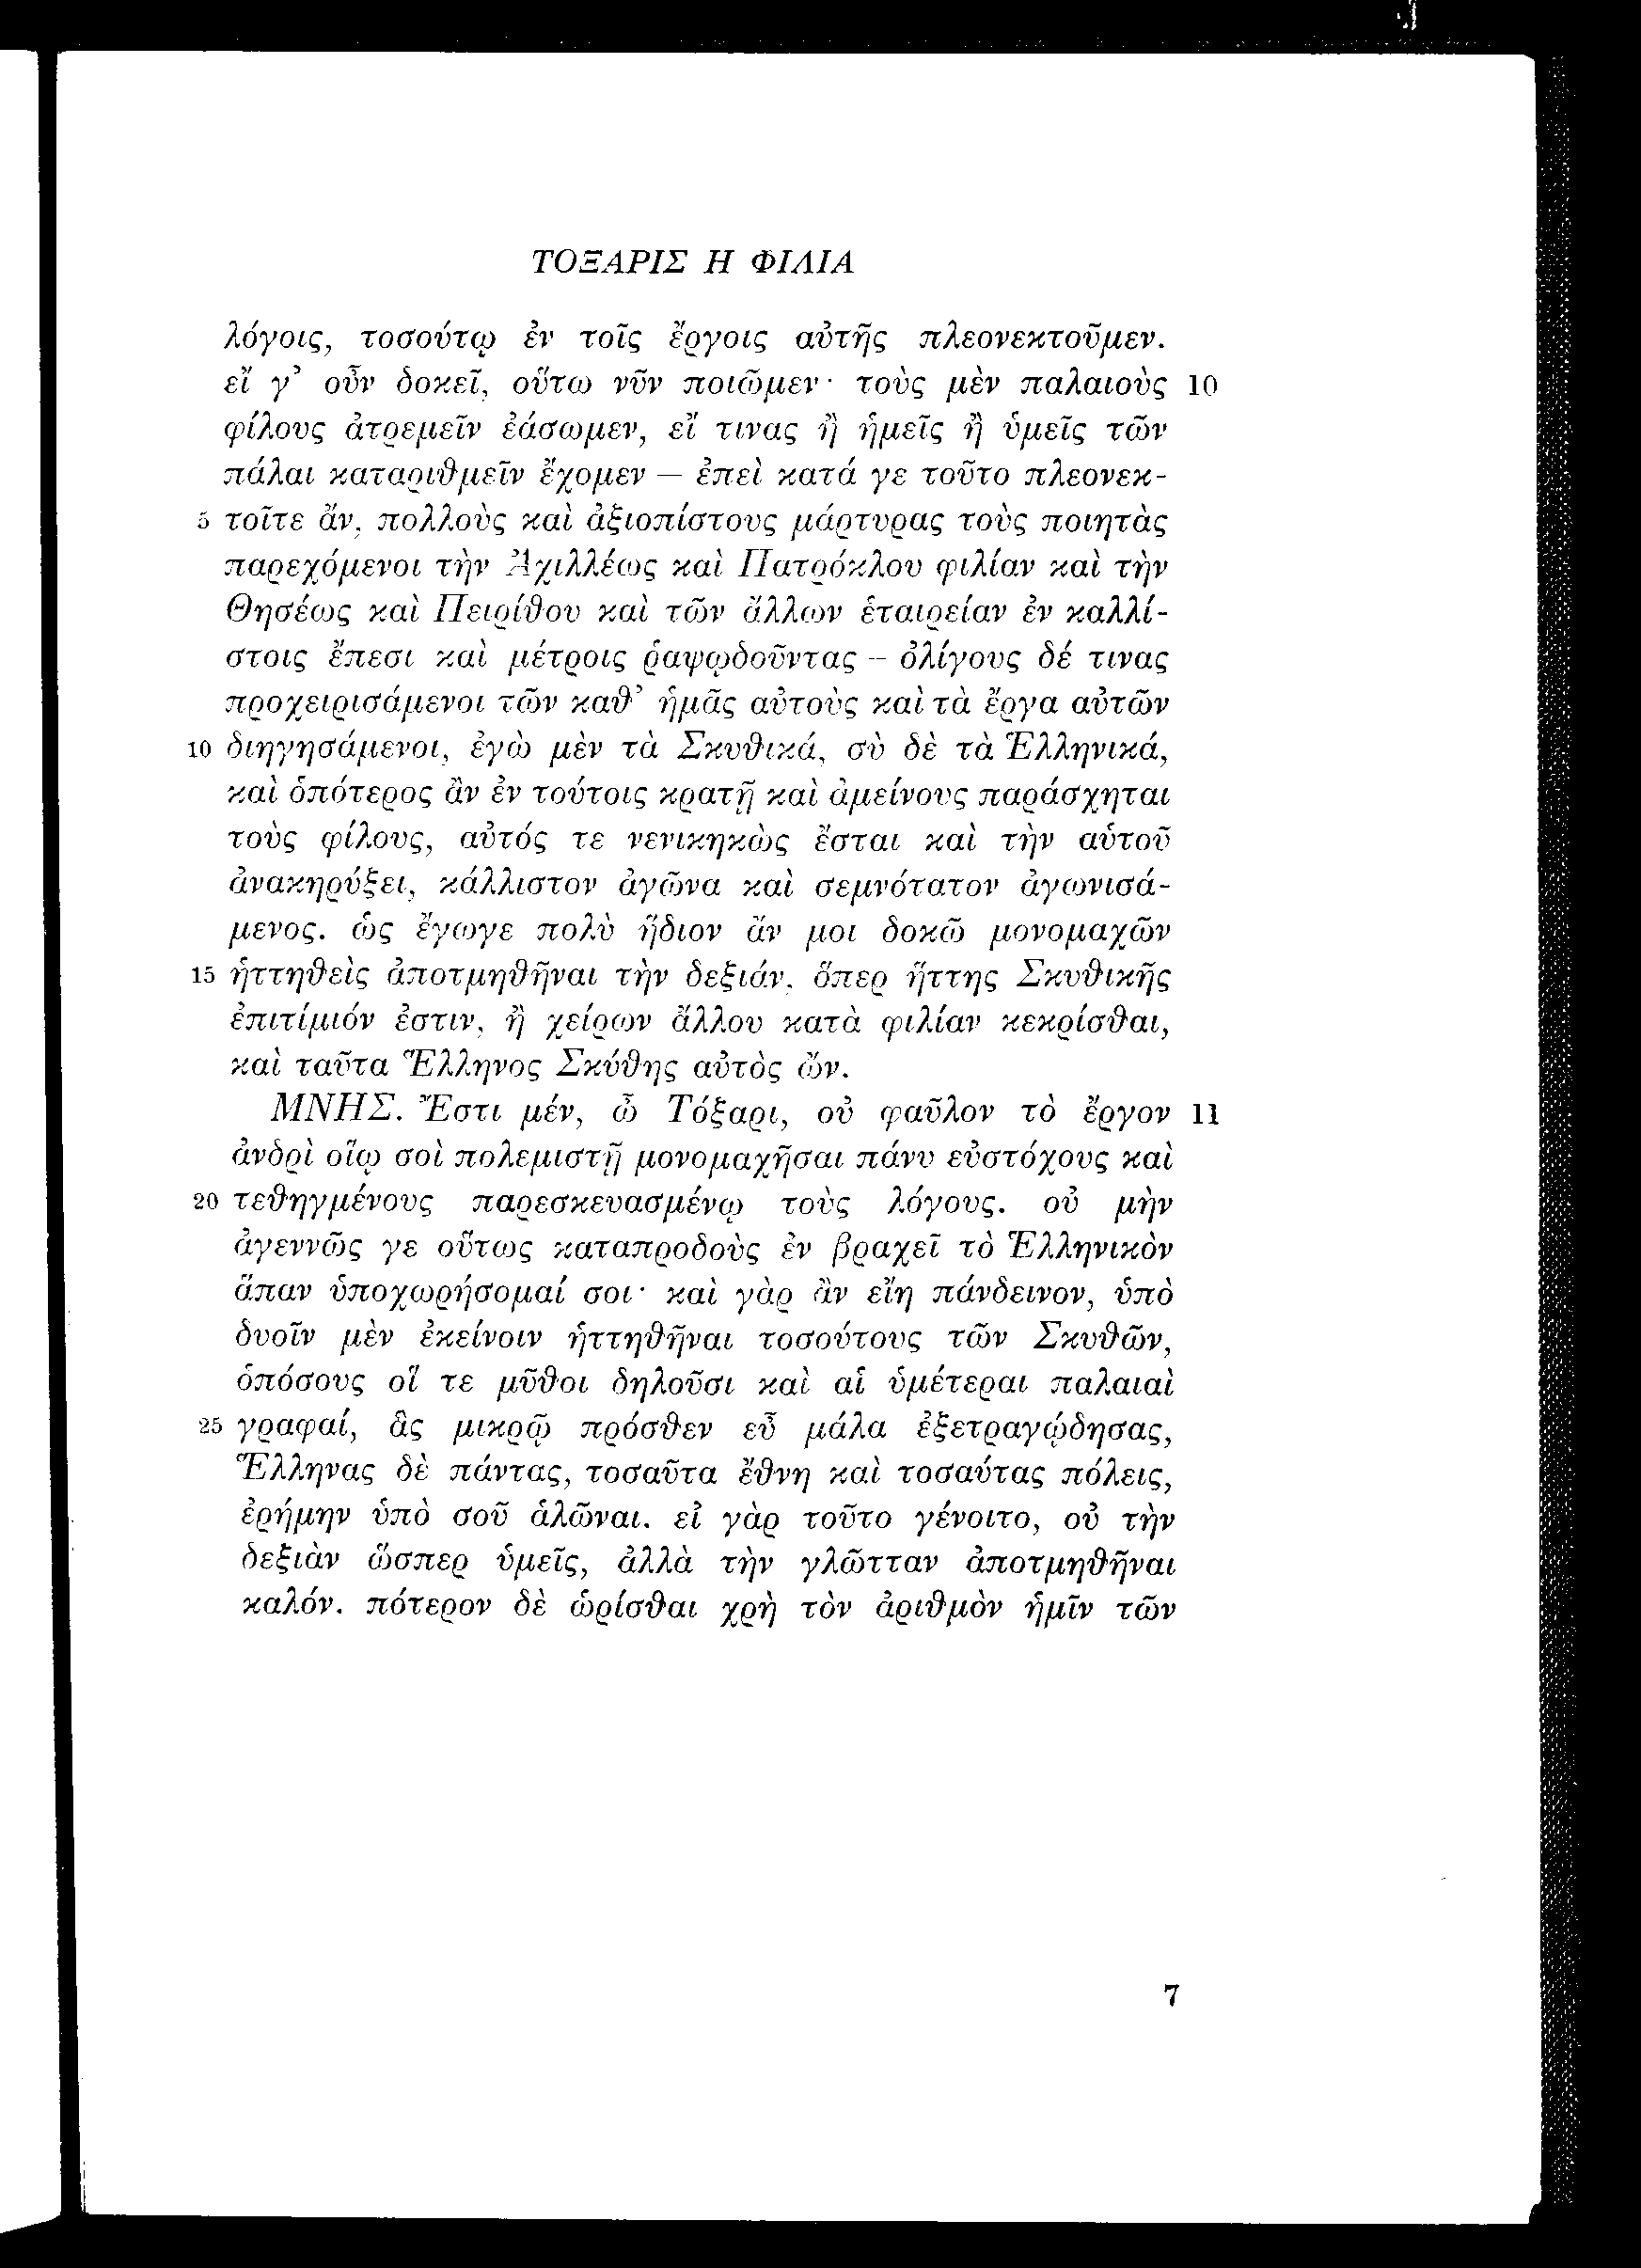 ΤΟΞΑΡΙΣ Η ΦΙΛΙΑ
λόγοις, τοσούτῳ ἐν τοῖς ἔργοις αὐτῆς πλεονεκτοῦμεν.
εἴ γ’ οὖν δοκεῖ, οὕτω νῦν ποιῶμεν· τοὺς μὲν παλαιοὺς 10
φίλους ἀτρεμεῖν ἐάσωμεν, εἴ τινας ἢ ἡμεῖς ἢ ὑμεῖς τῶν
πάλαι καταριθμεῖν ἔχομεν – ἐπεὶ κατά γε τοῦτο πλεονεκ-
5 τοῖτε ἄν, πολλοὺς καὶ ἀξιοπίστους μάρτυρας τοὺς ποιητὰς
παρεχόμενοι τὴν Ἀχιλλέως καὶ Πατρόκλου φιλίαν καὶ τὴν
Θησέως καὶ Πειρίθου καὶ τῶν ἄλλων ἑταιρείαν ἐν καλλί-
στοις ἔπεσι καὶ μέτροις ῥαψῳδοῦντας – ὀλίγους δέ τινας
προχειρισάμενοι τῶν καθ’ ἡμᾶς αὐτοὺς καὶ τὰ ἔργα αὐτῶν
10 διηγησάμενοι, ἐγὼ μὲν τὰ Σκυθικά, σὺ δὲ τὰ Ἑλληνικά,
καὶ ὁπότερος ἂν ἐν τούτοις κρατῇ καὶ ἀμείνους παράσχηται
τοὺς φίλους, αὐτός τε νενικηκὼς ἔσται καὶ τὴν αὑτοῦ
ἀνακηρύξει, κάλλιστον ἀγῶνα καὶ σεμνότατον ἀγωνισά-
μενος. ὡς ἔγωγε πολὺ ἥδιον ἄν μοι δοκῶ μονομαχῶν
15 ἡττηθεὶς ἀποτμηθῆναι τὴν δεξιάν, ὅπερ ἥττης Σκυθικῆς
ἐπιτίμιόν ἐστιν, ἢ χείρων ἄλλου κατὰ φιλίαν κεκρίσθαι,
καὶ ταῦτα Ἕλληνος Σκύθης αὐτὸς ὤν.
ΜΝΗΣ. Ἔστι μέν, ὦ Τόξαρι, οὐ φαῦλον τὸ ἔργον 11
ἀνδρὶ οἵῳ σοὶ πολεμιστῇ μονομαχῆσαι πάνυ εὐστόχους καὶ
20 τεθηγμένους παρεσκευασμένῳ τοὺς λόγους. οὐ μὴν
ἀγεννῶς γε οὕτως καταπροδοὺς ἐν βραχεῖ τὸ Ἑλληνικὸν
ἅπαν ὑποχωρήσομαί σοι· καὶ γὰρ ἂν εἴη πάνδεινον, ὑπὸ
δυοῖν μὲν ἐκείνοιν ἡττηθῆναι τοσούτους τῶν Σκυθῶν,
ὁπόσους οἵ τε μῦθοι δηλοῦσι καὶ αἱ ὑμέτεραι παλαιαὶ
25 γραφαί, ἃς μικρῷ πρόσθεν εὖ μάλα ἐξετραγῴδησας,
Ἕλληνας δὲ πάντας, τοσαῦτα ἔθνη καὶ τοσαύτας πόλεις,
ἐρήμην ὑπὸ σοῦ ἁλῶναι. εἰ γὰρ τοῦτο γένοιτο, οὐ τὴν
δεξιὰν ὥσπερ ὑμεῖς, ἀλλὰ τὴν γλῶτταν ἀποτμηθῆναι
καλόν. πότερον δὲ ὡρίσθαι χρὴ τὸν ἀριθμὸν ἡμῖν τῶν
7